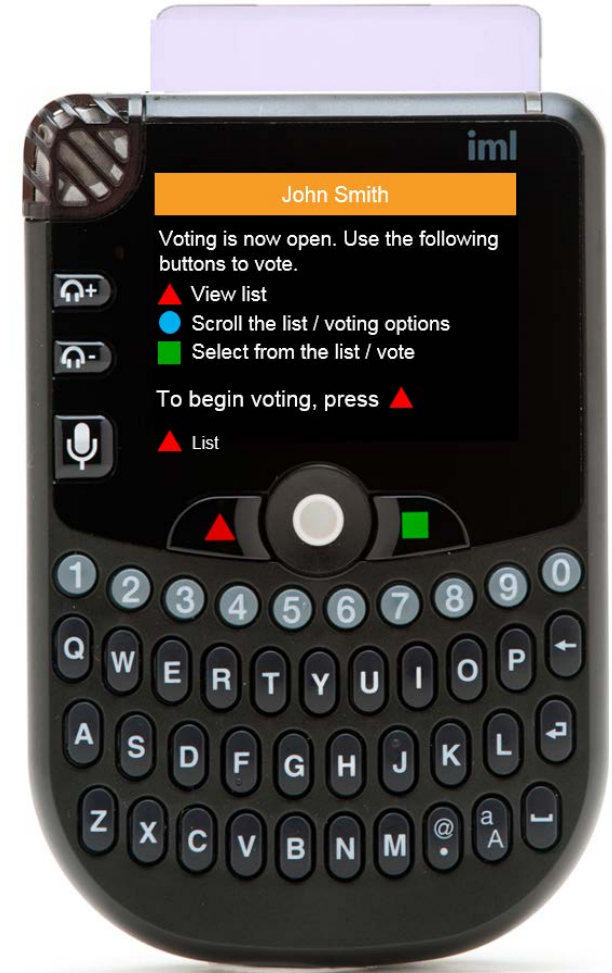 iml
John Smith
Voting is now open. Use the following
buttons to vote.
View list
Scroll the list / voting options
Select from the list / vote
To begin voting, press
List
1 2 3 4 5 6 7 8 9 0
Q W E R T Y U I O P
A S D F G H J K L
Z X C V B N M @ . a A